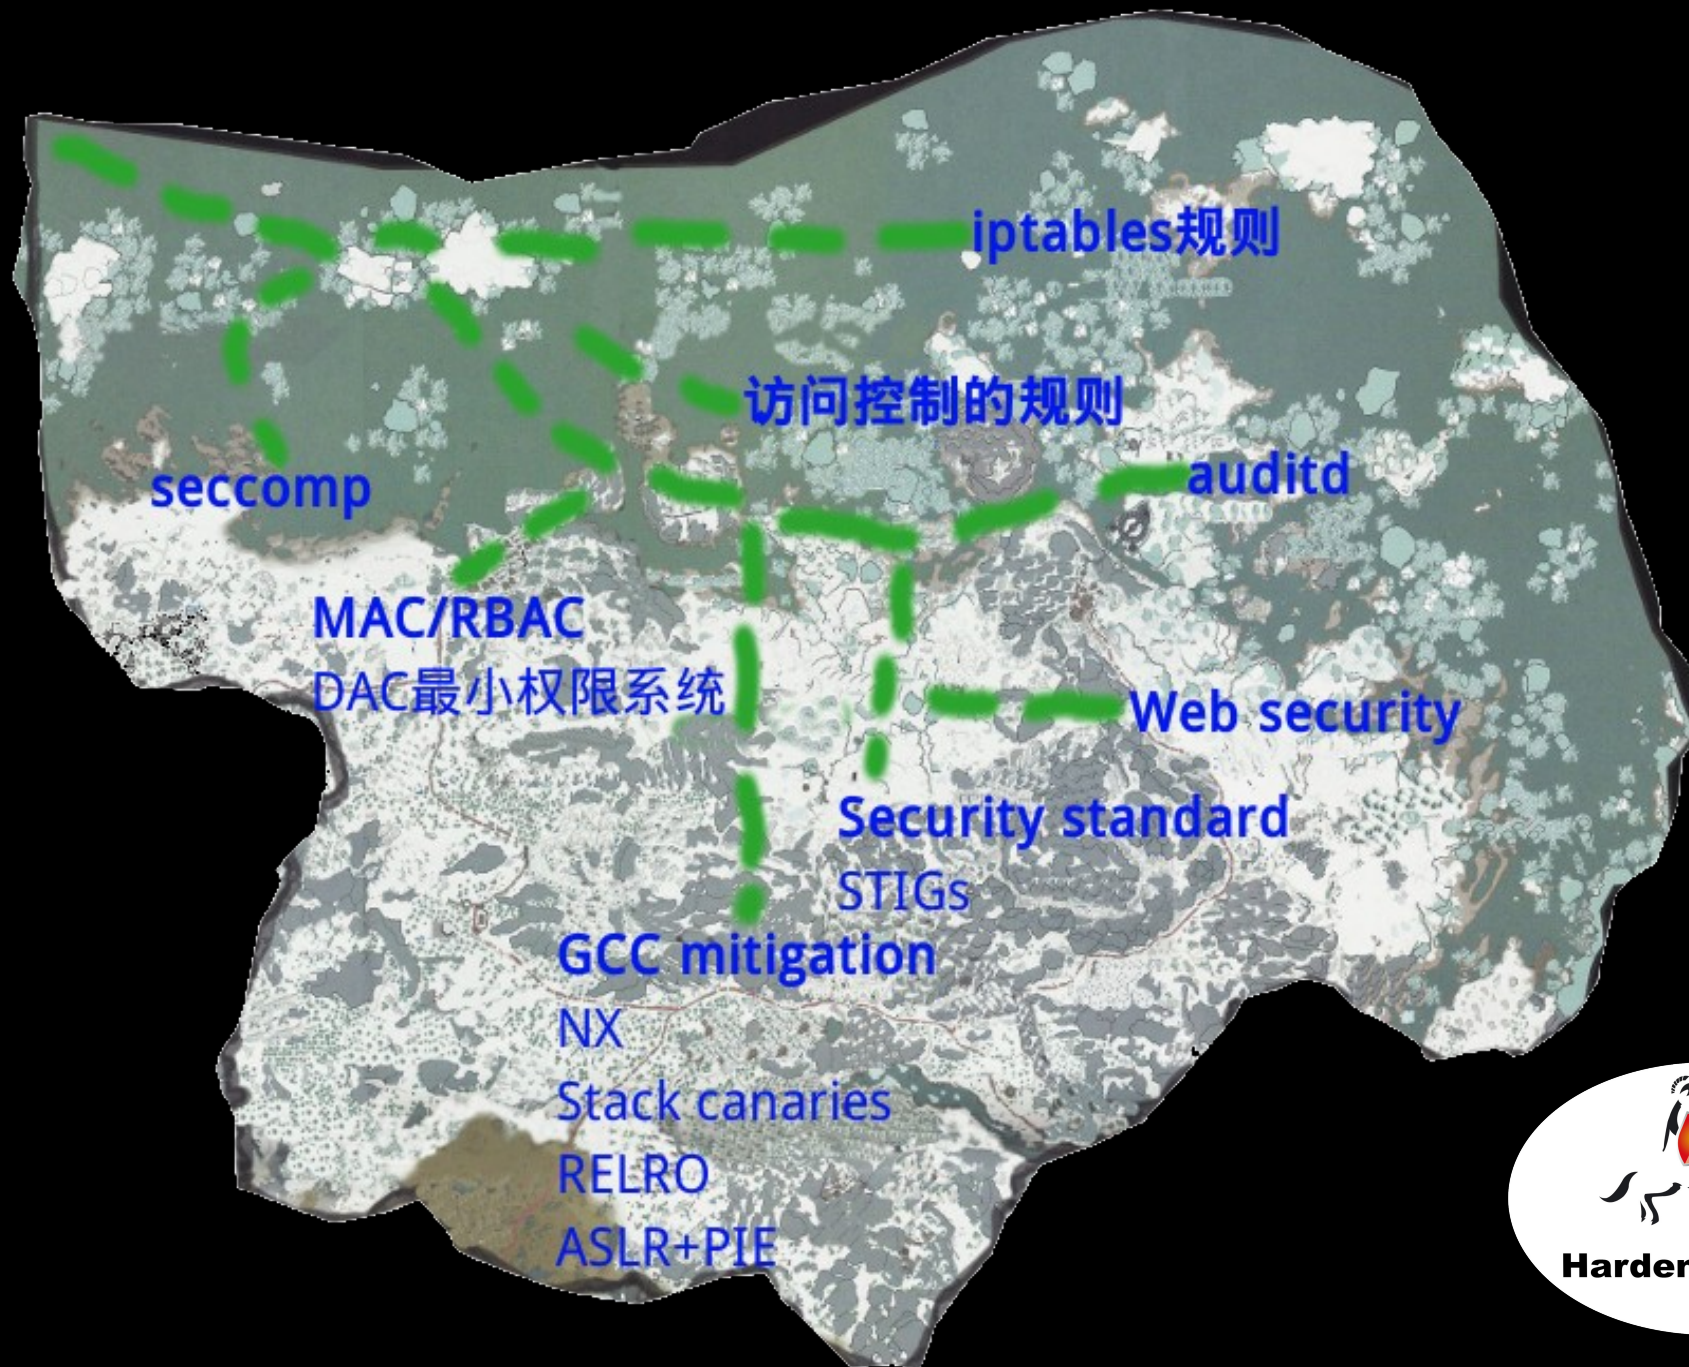 iptables规则
访问控制的规则
auditd
seccomp
MAC/RBAC
DAC最小权限系统
Web security
Security standard
STIGs
GCC mitigation
NX
Stack canaries
RELRO
ASLR+PIE